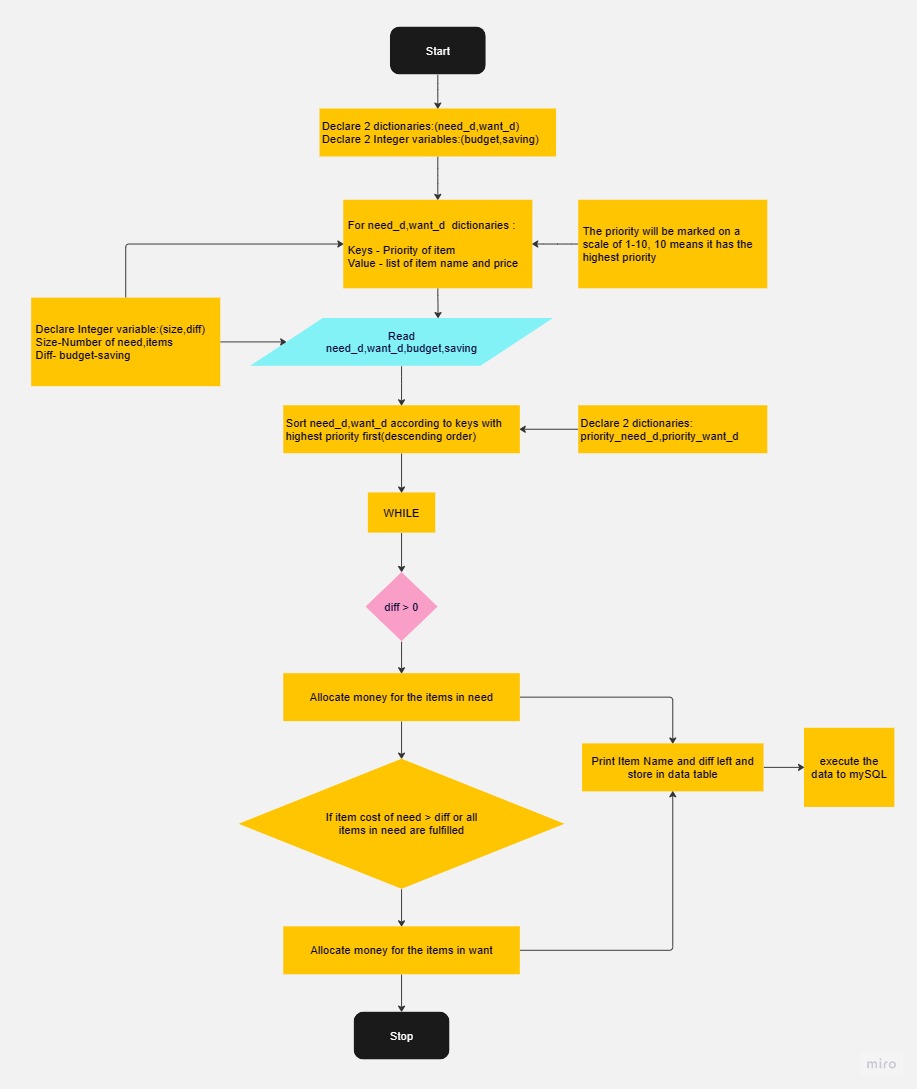 Start
Declare 2 dictionaries:(need_d,want_d)
Declare 2 Integer variables:(budget,saving)
For need_d,want_d dictionaries :
Keys - Priority of item
Value - list of item name and price
The priority will be marked on a
scale of 1-10, 10 means it has the
highest priority
Declare Integer variable:(size,diff)
Size-Number of need,items
Diff- budget-saving
Read
need_d,want_d,budget,saving
Sort need_d,want_d according to keys with
highest priority first(descending order)
Declare 2 dictionaries:
priority_need_d,priority_want_d
WHILE
diff > 0
Allocate money for the items in need
Print Item Name and diff left and
store in data table
execute the
data to mySQL
If item cost of need > diff or all
items in need are fulfilled
Allocate money for the items in want
Stop
miro